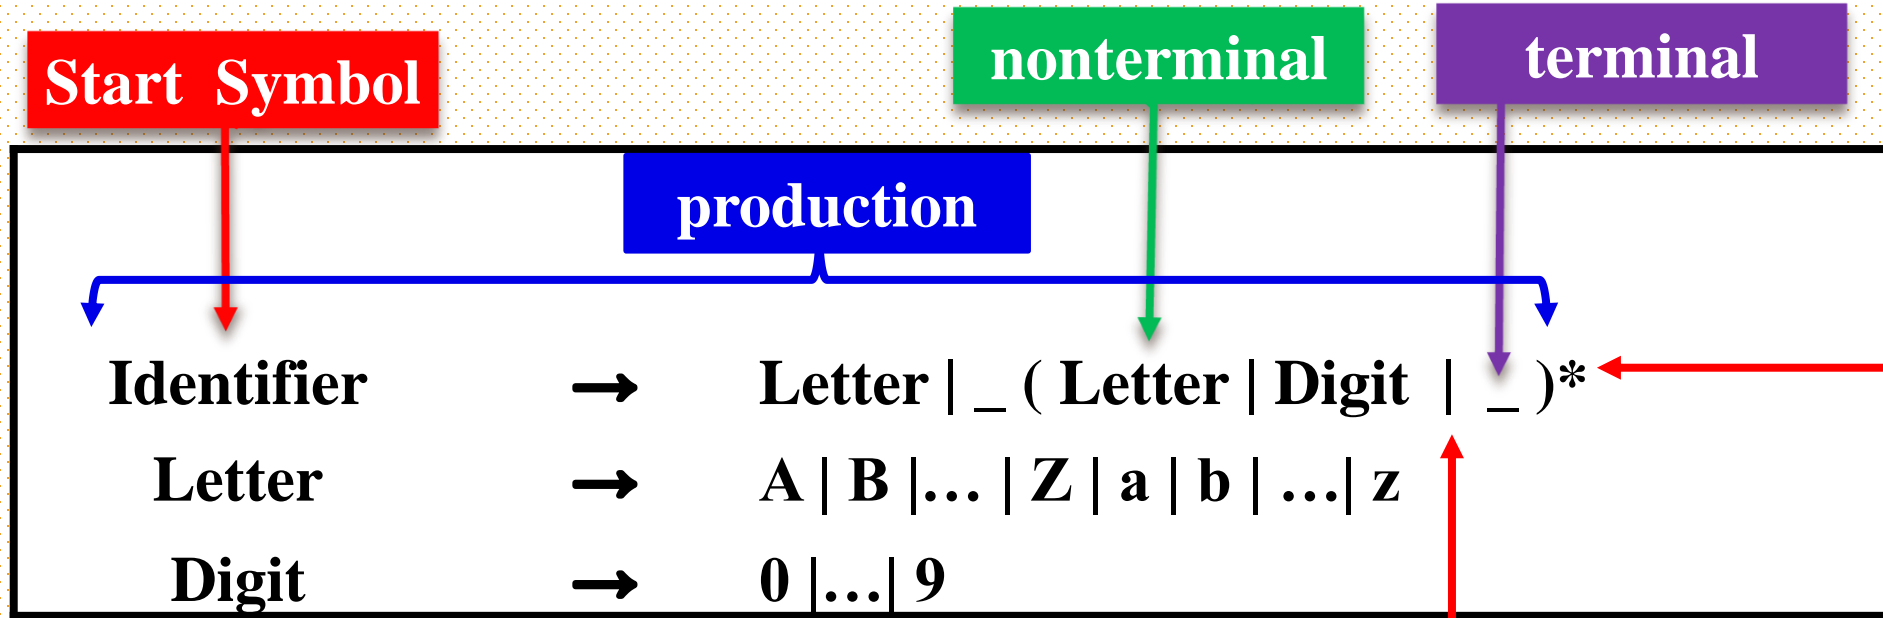 Start Symbol
nonterminal
terminal
production
Identifier → Letter | _ ( Letter | Digit | _ )*
Letter → A | B |… | Z | a | b | …| z
Digit → 0 |…| 9